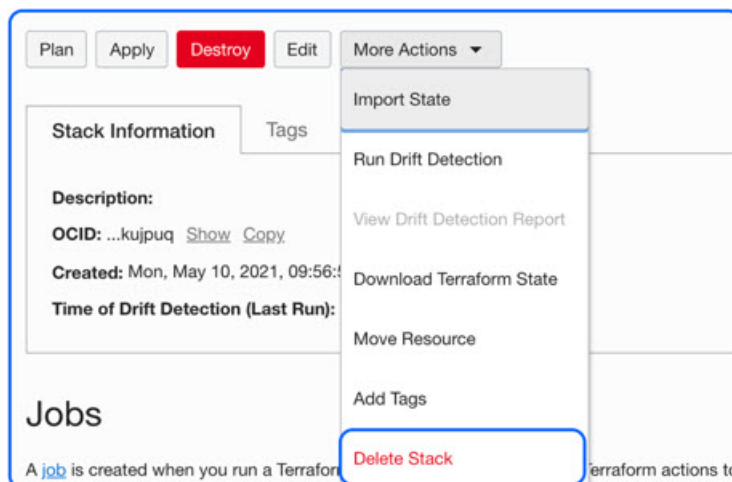 Plan Apply Destroy Edit More Actions
Import State
Stack Information Tags
Run Drift Detection
Description:
View Drift Detection Report
OCID: ...kujpuq Show Copy
Created: Mon, May 10, 2021, 09:56:
Download Terraform State
Time of Drift Detection (Last Run):
Move Resource
Add Tags
Jobs
Delete Stack
A job is created when you run a Terraform actions to